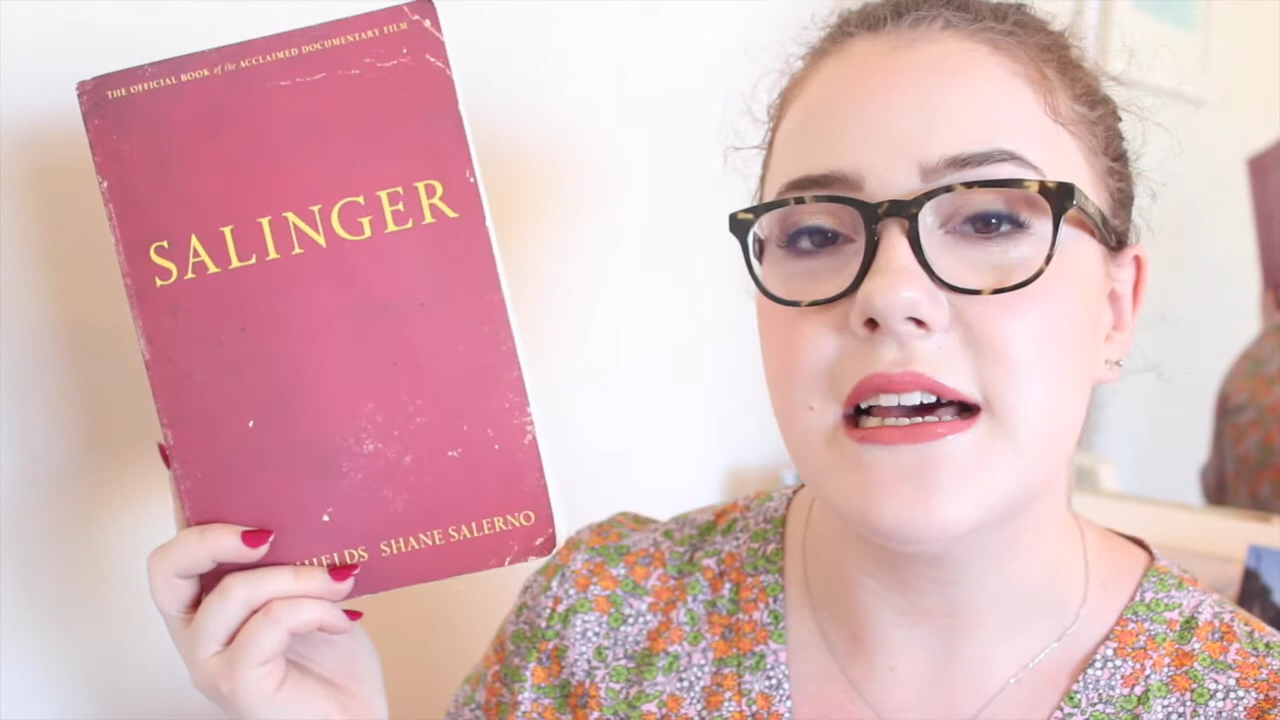 THE OFFICIAL BOOK of the ACCLAIMED DOCUMENTARY FILM
SALINGER
SHANE SALERNO